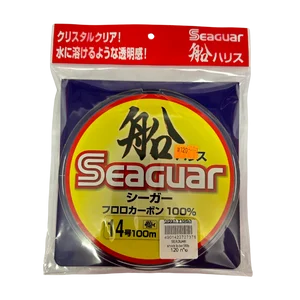 クリスタルクリア!
水に溶けるような透明感!
Seaguar
船ハリス
船ハリス
Seaguar
シーガー
フロロカーボン 100%
14号100m